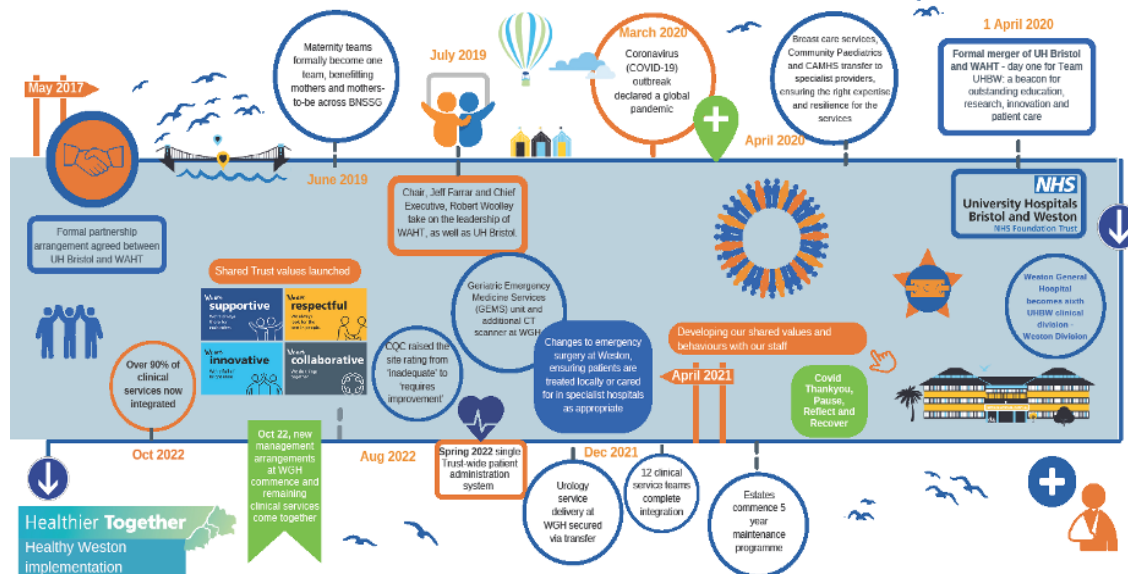 May 2017
Formal partnership
arrangement agreed between
UH Bristol and WAHT
Maternity teams
formally become one
team, benefitting
mothers and mothers-
to-be across BNSSG
June 2019
July 2019
Chair, Jeff Farrar and Chief
Executive, Robert Woolley
take on the leadership of
WAHT, as well as UH Bristol.
March 2020
Coronavirus
(COVID-19)
outbreak
declared a global
pandemic
April 2020
Breast care services,
Community Paediatrics
and CAMHS transfer to
specialist providers,
ensuring the right expertise
and resilience for the
services
1 April 2020
Formal merger of UH Bristol
and WAHT - day one for Team
UHBW: a beacon for
outstanding education,
research, innovation and
patient care
NHS
University Hospitals
Bristol and Weston
NHS Foundation Trust
Weston General
Hospital
becomes sixth
UHBW clinical
division -
Weston Division
Developing our shared values and
behaviours with our staff
Covid
Thankyou,
Pause,
Reflect and
Recover
April 2021
Changes to emergency
surgery at Weston,
ensuring patients are
treated locally or cared
for in specialist hospitals
as appropriate
Geriatric Emergency
Medicine Services
(GEMS) unit and
additional CT
scanner at WGH
CQC raised the
site rating from
'inadequate' to
'requires
improvement'
Shared Trust values launched
We are
supportive
We are
respectful
We are
innovative
We are
collaborative
Over 90% of
clinical
services now
integrated
Estates
commence 5
year
maintenance
programme
12 clinical
service teams
complete
integration
Dec 2021
Urology
service
delivery at
WGH secured
via transfer
Spring 2022 single
Trust-wide patient
administration
system
Aug 2022
Oct 22, new
management
arrangements
at WGH
commence and
remaining
clinical services
come together
Oct 2022
Healthier Together
Healthy Weston
implementation